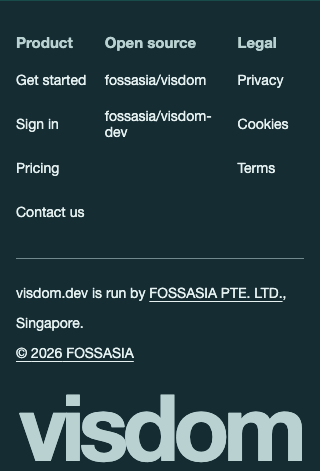 Product
Get started
Sign in
Pricing
Contact us
Open source
fossasia/visdom
fossasia/visdom-
dev
Legal
Privacy
Cookies
Terms
visdom.dev is run by FOSSASIA PTE. LTD.,
Singapore.
© 2026 FOSSASIA
visdom